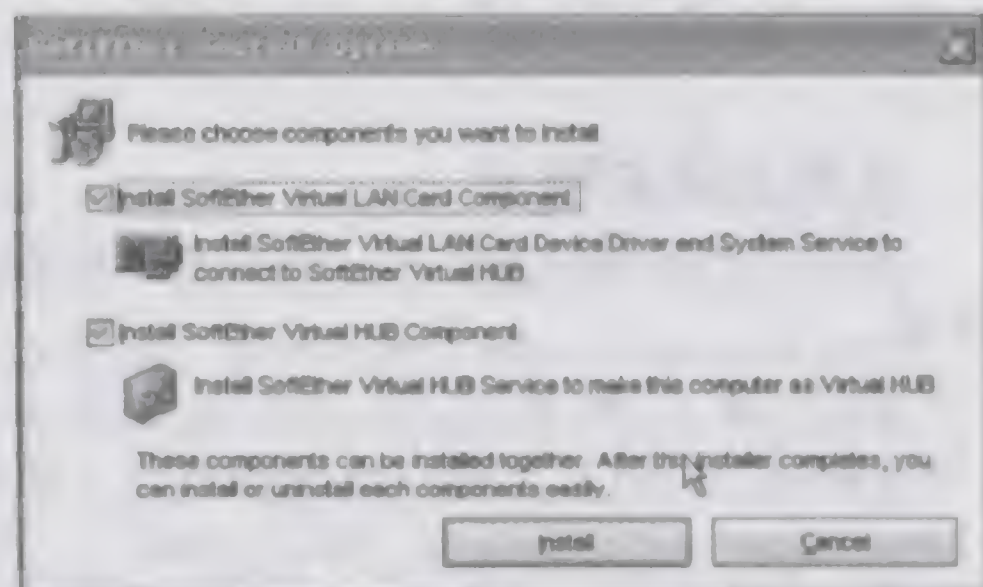 Please choose components you want to install
Install SoftEther Virtual LAN Card Component
Install SoftEther Virtual LAN Card Device Driver and System Service to
connect to SoftEther Virtual HUB
Install SoftEther Virtual HUB Component
Install SoftEther Virtual HUB Service to make this computer as Virtual HUB
These components can be installed together. After this installer completes, you
can install or uninstall each components easily.
Install
Cancel